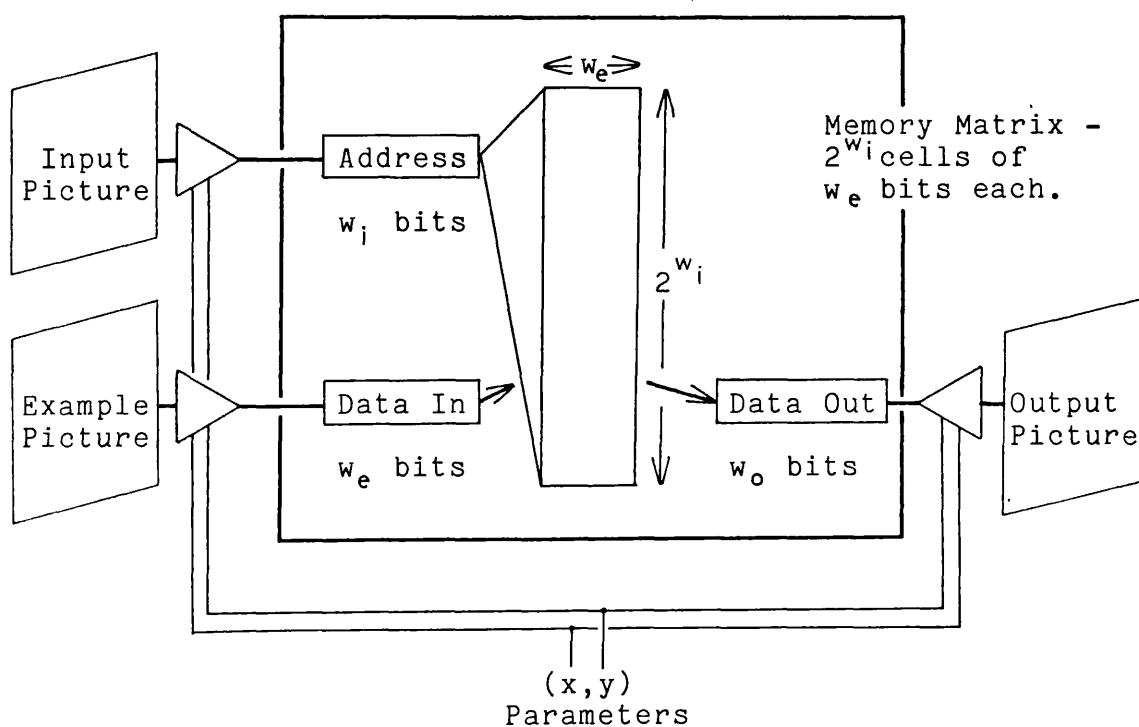 Input
Picture
Address
w_i bits
w_e
Memory Matrix -
2^w_i cells of
w_e bits each.
2^w_i
Example
Picture
Data In
w_e bits
Data Out
w_o bits
Output
Picture
(x,y)
Parameters